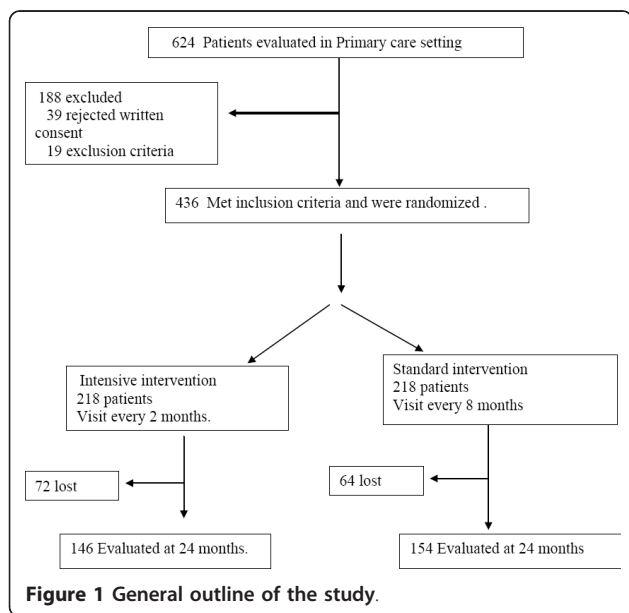 624 Patients evaluated in Primary care setting
188 excluded
39 rejected written
consent
19 exclusion criteria
436 Met inclusion criteria and were randomized .
Intensive intervention
218 patients
Visit every 2 months.
Standard intervention
218 patients
Visit every 8 months
72 lost
64 lost
146 Evaluated at 24 months.
154 Evaluated at 24 months
Figure 1 General outline of the study.